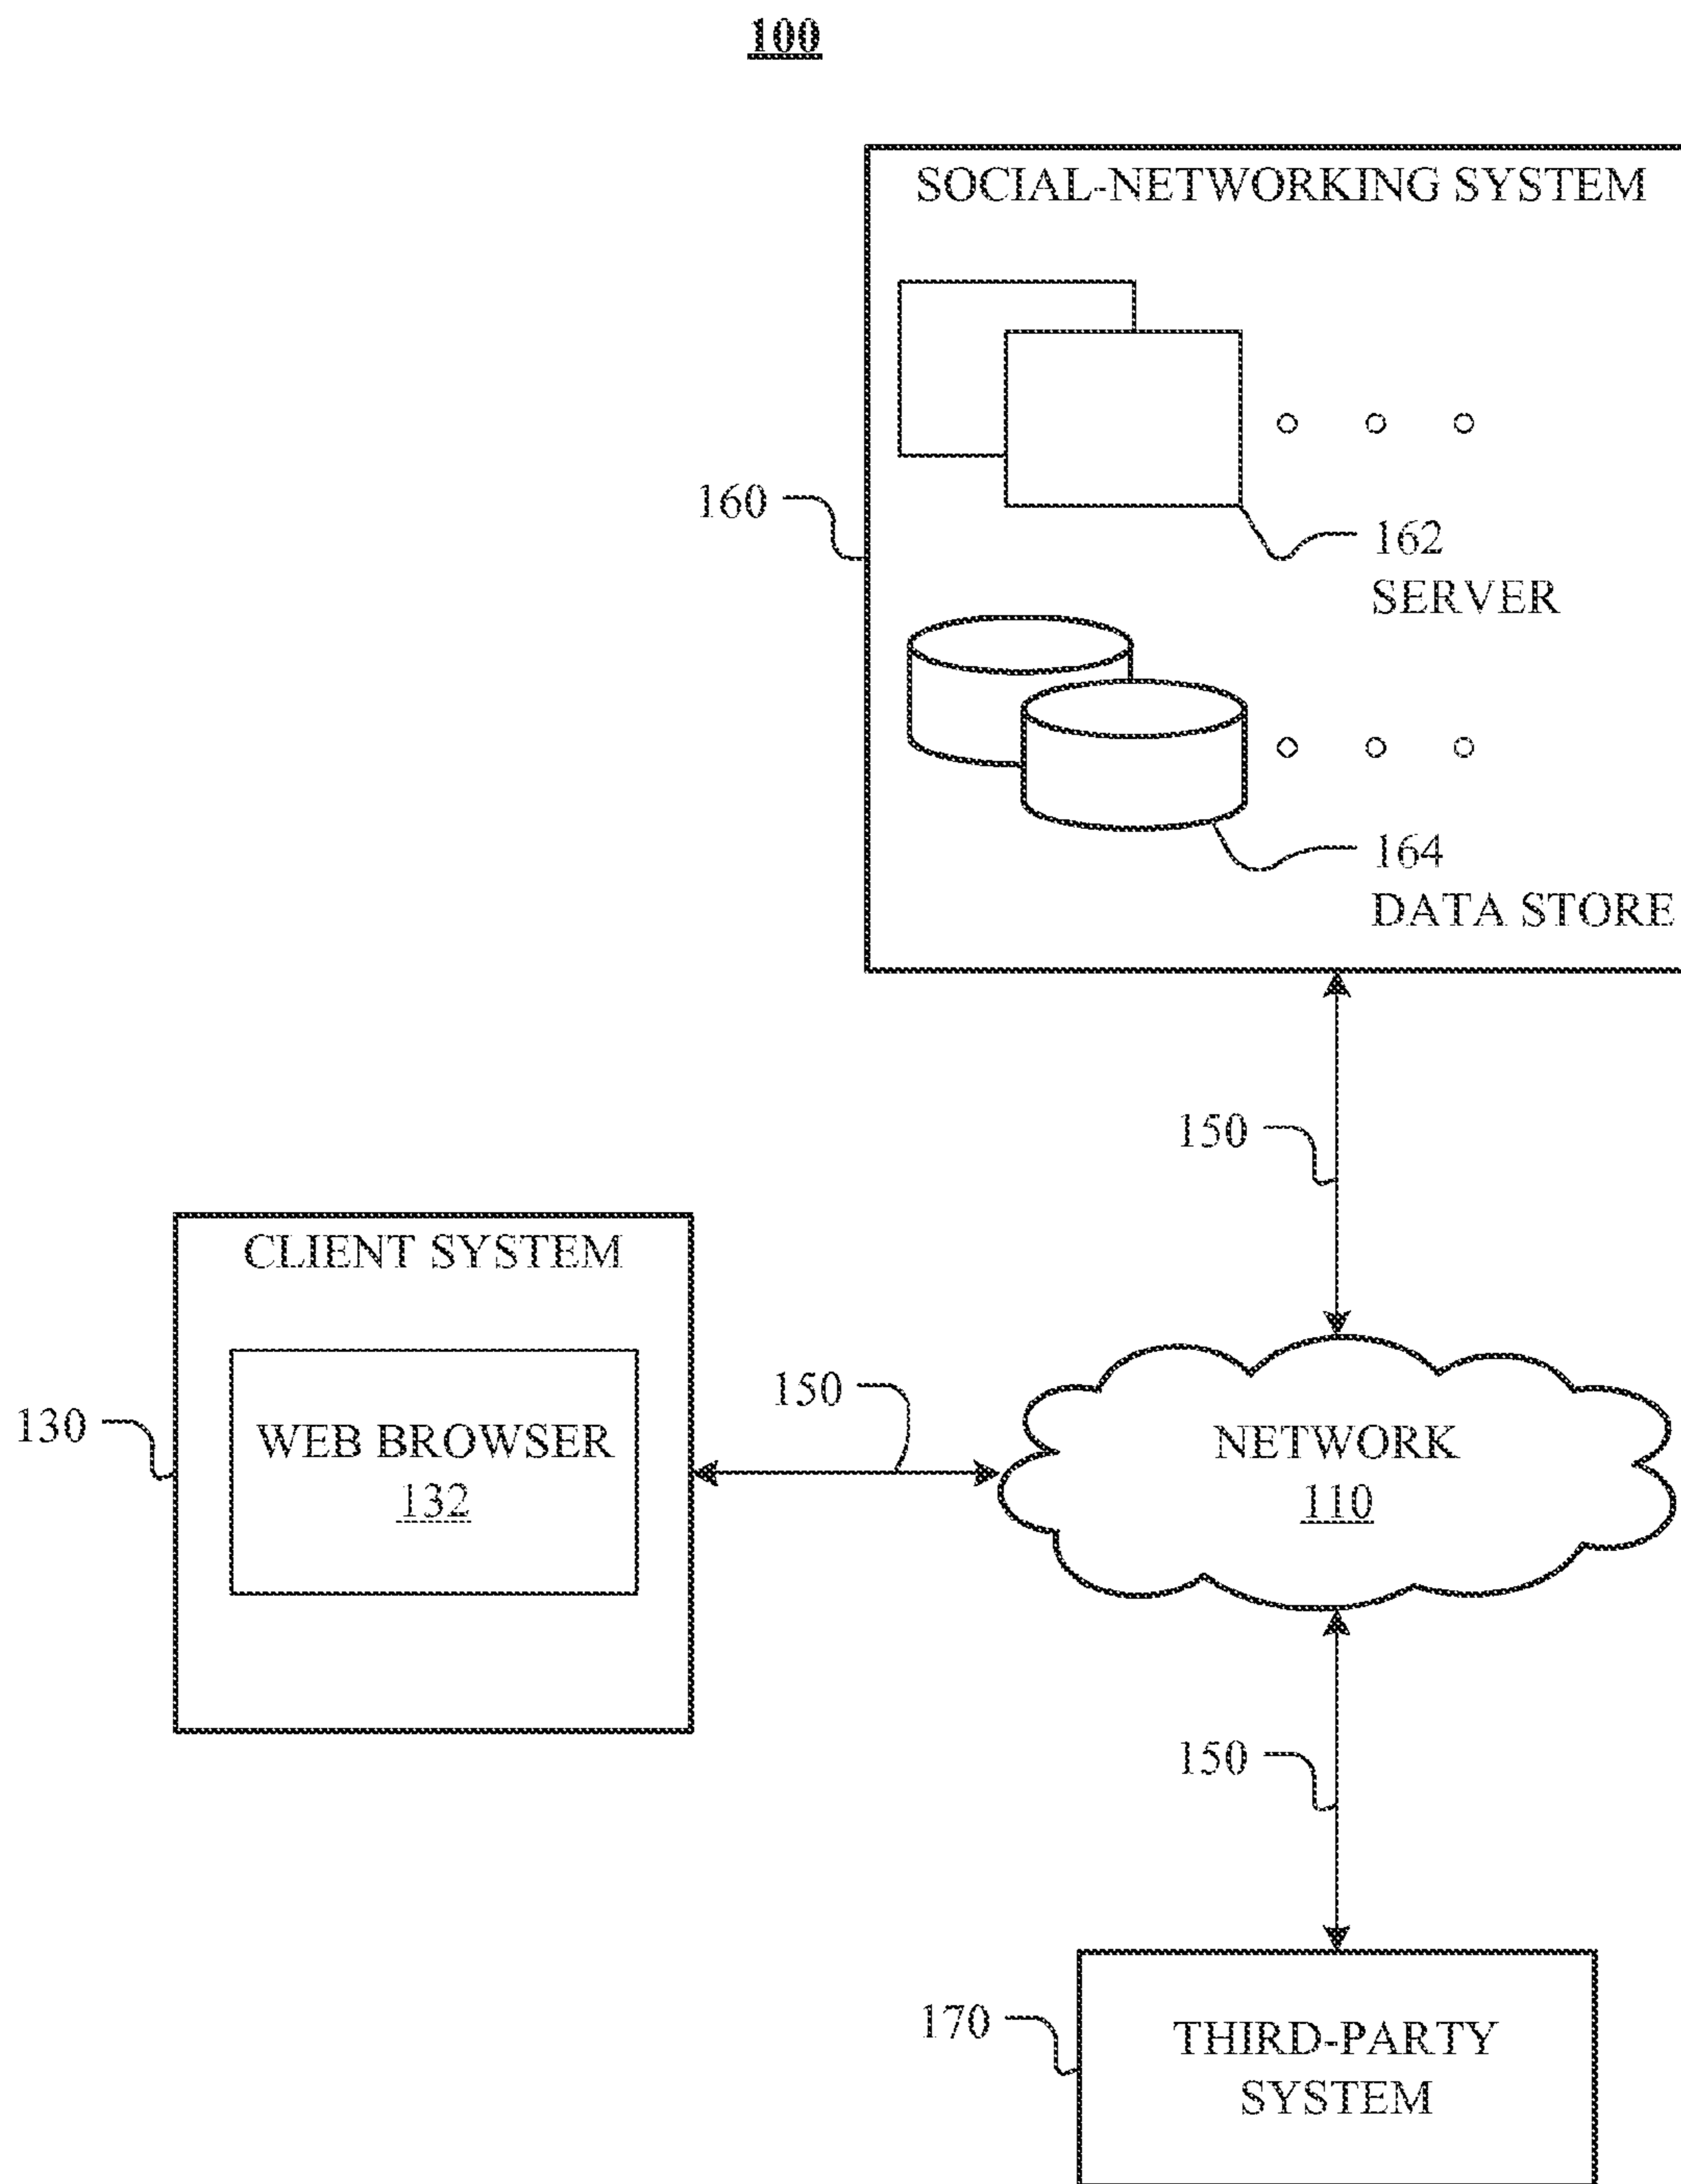 100
SOCIAL-NETWORKING SYSTEM
160
162
SERVER
164
DATA STORE
150
CLIENT SYSTEM
130
WEB BROWSER
132
150
NETWORK
110
150
170
THIRD-PARTY
SYSTEM